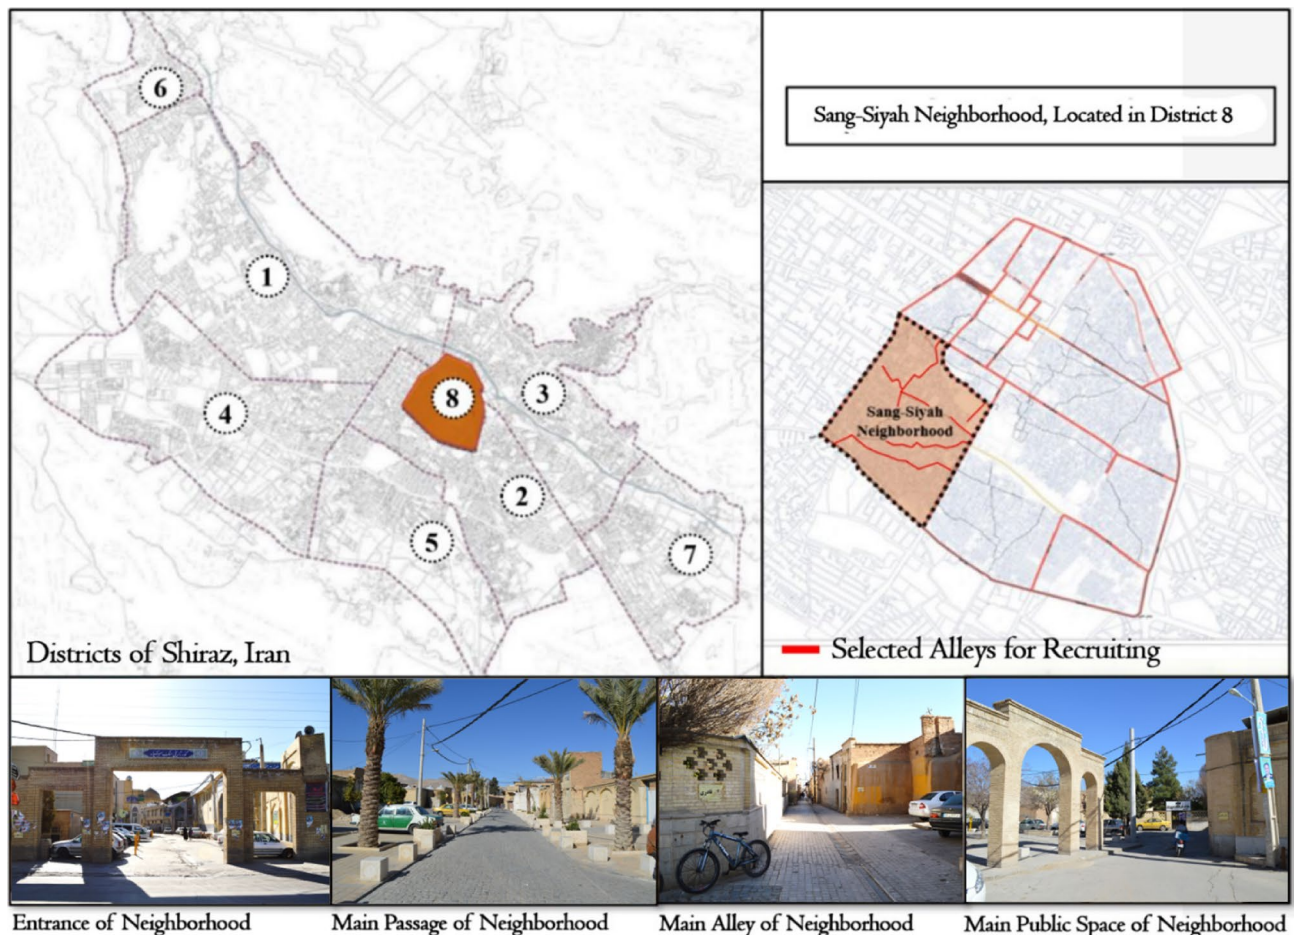 6
1
8
3
4
2
5
7
Districts of Shiraz, Iran
Sang-Siyah Neighborhood, Located in District 8
Sang-Siyah
Neighborhood
Selected Alleys for Recruiting
Entrance of Neighborhood
Main Passage of Neighborhood
Main Alley of Neighborhood
Main Public Space of Neighborhood